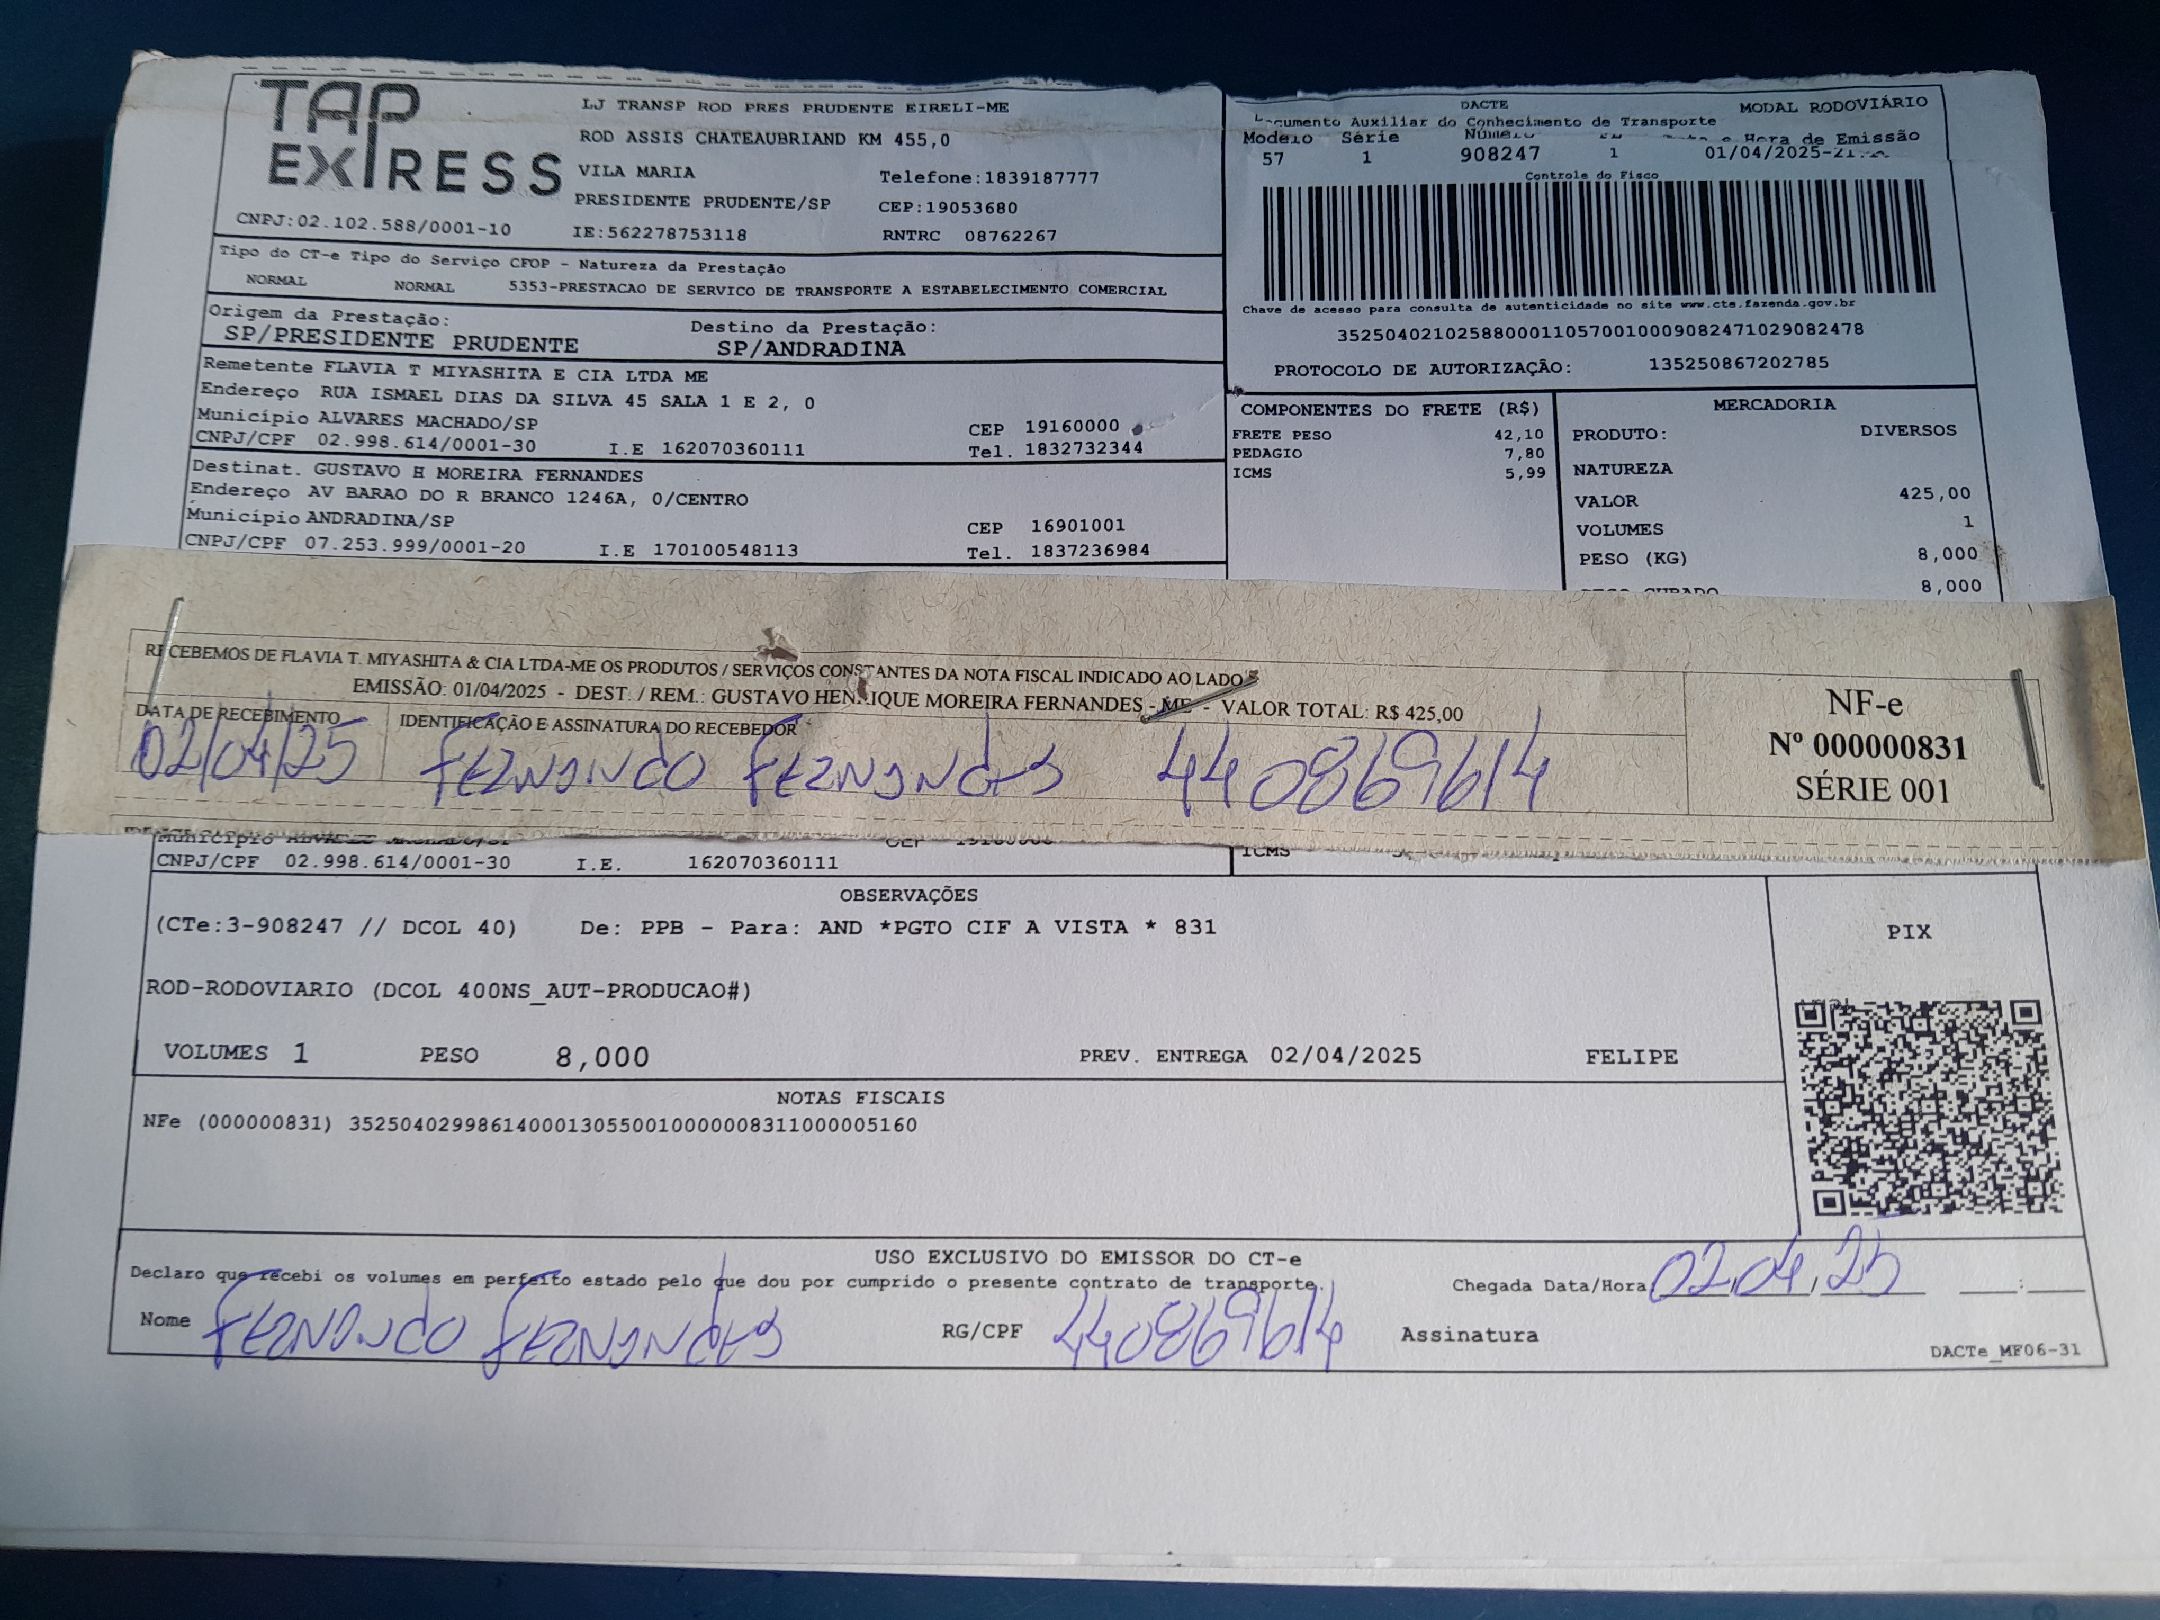 TAP EXPRESS
LJ TRANSP ROD PRES PRUDENTE EIRELI-ME
ROD ASSIS CHATEAUBRIAND KM 455,0
VILA MARIA Telefone:1839187777
PRESIDENTE PRUDENTE/SP CEP:19053680
CNPJ:02.102.588/0001-10 IE:562278753118 RNTRC 08762267
DACTE MODAL RODOVIÁRIO
Auxiliar do Conhecimento de Transporte
Modelo Série Número Hora de Emissão
57 1 908247 1 01/04/2025
Controle do Fisco
Chave de acesso para consulta de autenticidade no site www.cte.fazenda.gov.br
35250402102588000110570010009082471029082478
PROTOCOLO DE AUTORIZAÇÃO: 135250867202785
Tipo do CT-e Tipo do Serviço CFOP - Natureza da Prestação
NORMAL NORMAL 5353-PRESTACAO DE SERVICO DE TRANSPORTE A ESTABELECIMENTO COMERCIAL
Origem da Prestação: Destino da Prestação:
SP/PRESIDENTE PRUDENTE SP/ANDRADINA
Remetente FLAVIA T MIYASHITA E CIA LTDA ME
Endereço RUA ISMAEL DIAS DA SILVA 45 SALA 1 E 2, 0
Município ALVARES MACHADO/SP CEP 19160000
CNPJ/CPF 02.998.614/0001-30 I.E 162070360111 Tel. 1832732344
Destinat. GUSTAVO H MOREIRA FERNANDES
Endereço AV BARAO DO R BRANCO 1246A, 0/CENTRO
Município ANDRADINA/SP CEP 16901001
CNPJ/CPF 07.253.999/0001-20 I.E 170100548113 Tel. 1837236984
COMPONENTES DO FRETE (R$)
FRETE PESO 42,10
PEDAGIO 7,80
ICMS 5,99
MERCADORIA
PRODUTO: DIVERSOS
NATUREZA
VALOR 425,00
VOLUMES 1
PESO (KG) 8,000
PESO CUBADO 8,000
RECEBEMOS DE FLAVIA T. MIYASHITA & CIA LTDA-ME OS PRODUTOS / SERVIÇOS CONSTANTES DA NOTA FISCAL INDICADO AO LADO
EMISSÃO: 01/04/2025 - DEST. / REM.: GUSTAVO HENRIQUE MOREIRA FERNANDES - ME - VALOR TOTAL: R$ 425,00
DATA DE RECEBIMENTO IDENTIFICAÇÃO E ASSINATURA DO RECEBEDOR
02/04/25 FERNANDO FERNANDES 440869614
NF-e
Nº 000000831
SÉRIE 001
Município ALVARES MACHADO/SP CEP 19160000
CNPJ/CPF 02.998.614/0001-30 I.E. 162070360111
ICMS
OBSERVAÇÕES
(CTe:3-908247 // DCOL 40) De: PPB - Para: AND *PGTO CIF A VISTA * 831
ROD-RODOVIARIO (DCOL 400NS_AUT-PRODUCAO#)
VOLUMES 1 PESO 8,000 PREV. ENTREGA 02/04/2025 FELIPE
PIX
NOTAS FISCAIS
NFe (000000831) 35250402998614000130550010000008311000005160
USO EXCLUSIVO DO EMISSOR DO CT-e
Declaro que recebi os volumes em perfeito estado pelo que dou por cumprido o presente contrato de transporte.
Chegada Data/Hora 02,04,25 :
Nome FERNANDO FERNANDES RG/CPF 440869614 Assinatura
DACTe_MF06-31